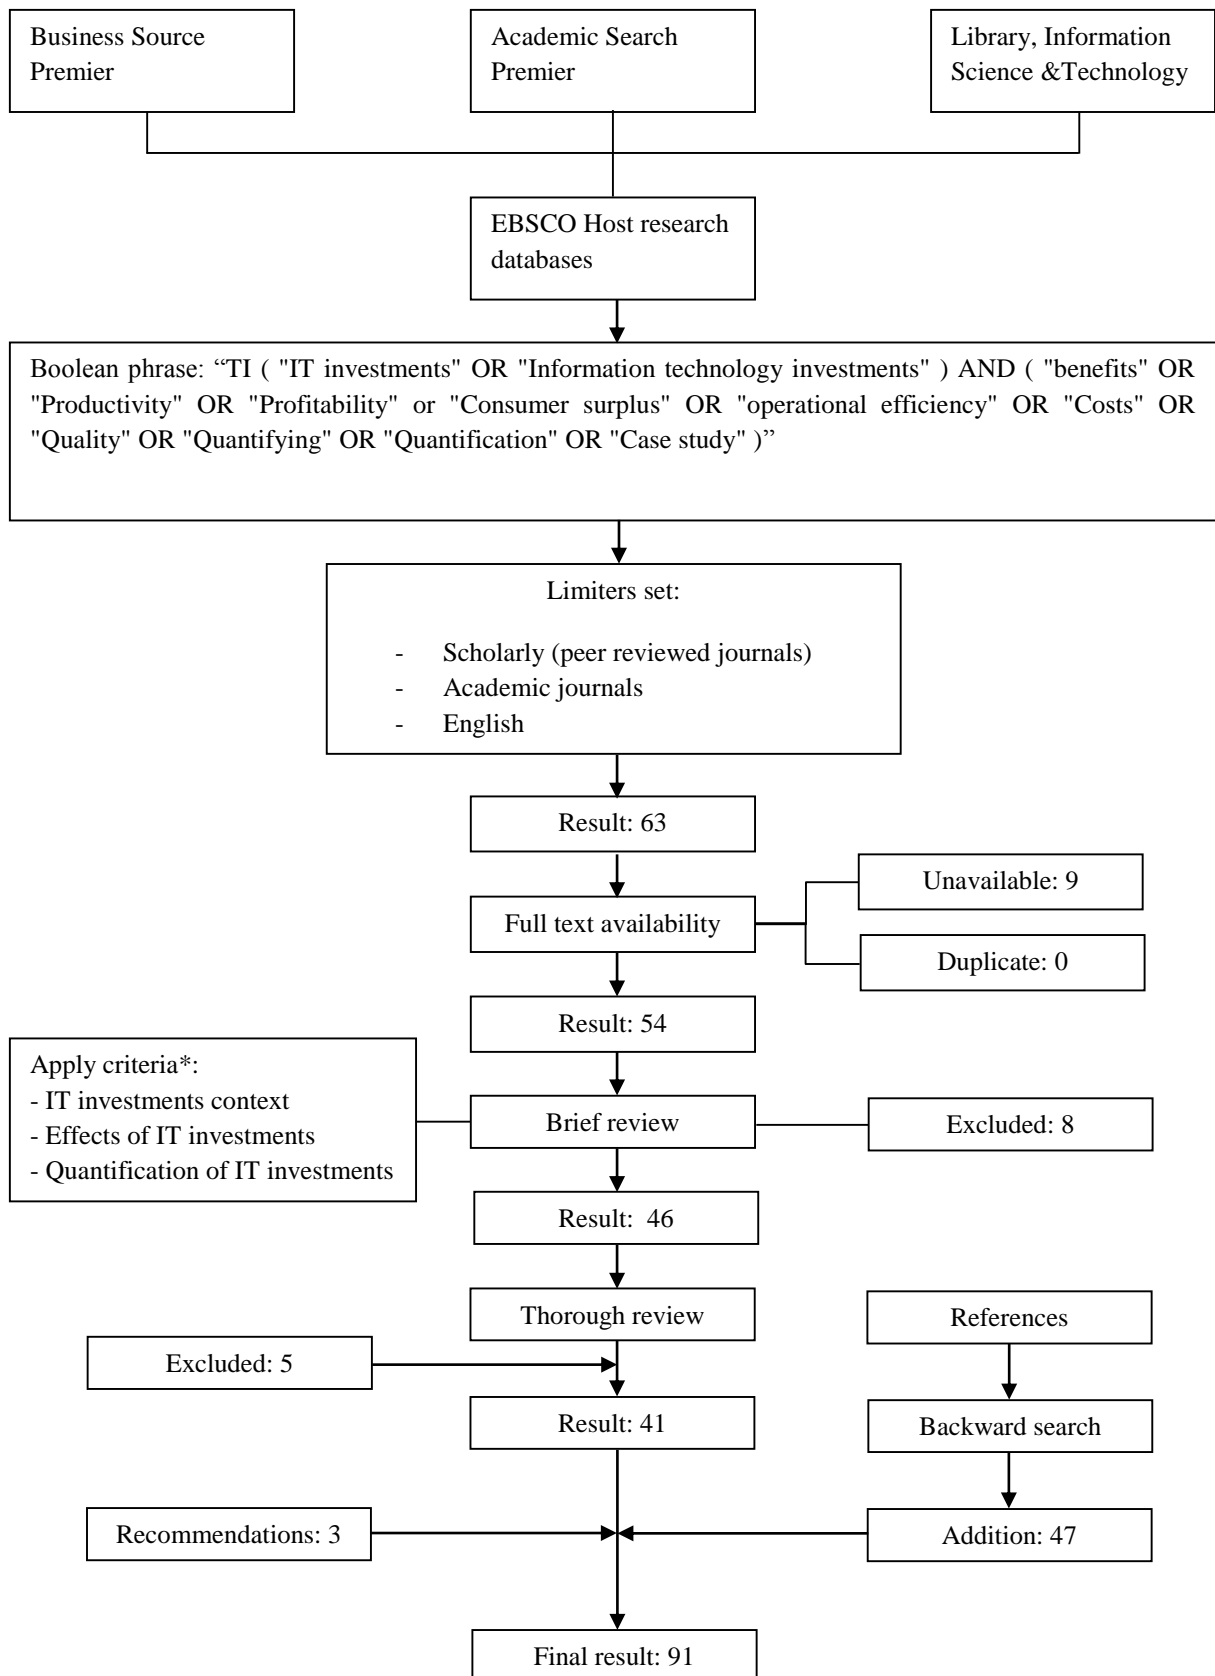 Business Source
Premier
Academic Search
Premier
Library, Information
Science &Technology
EBSCO Host research
databases
Boolean phrase: “TI ( "IT investments" OR "Information technology investments" ) AND ( "benefits" OR
"Productivity" OR "Profitability" or "Consumer surplus" OR "operational efficiency" OR "Costs" OR
"Quality" OR "Quantifying" OR "Quantification" OR "Case study" )”
Limiters set:
- Scholarly (peer reviewed journals)
- Academic journals
- English
Result: 63
Full text availability
Unavailable: 9
Duplicate: 0
Result: 54
Apply criteria*:
- IT investments context
- Effects of IT investments
- Quantification of IT investments
Brief review
Excluded: 8
Result: 46
Thorough review
References
Excluded: 5
Result: 41
Backward search
Recommendations: 3
Addition: 47
Final result: 91